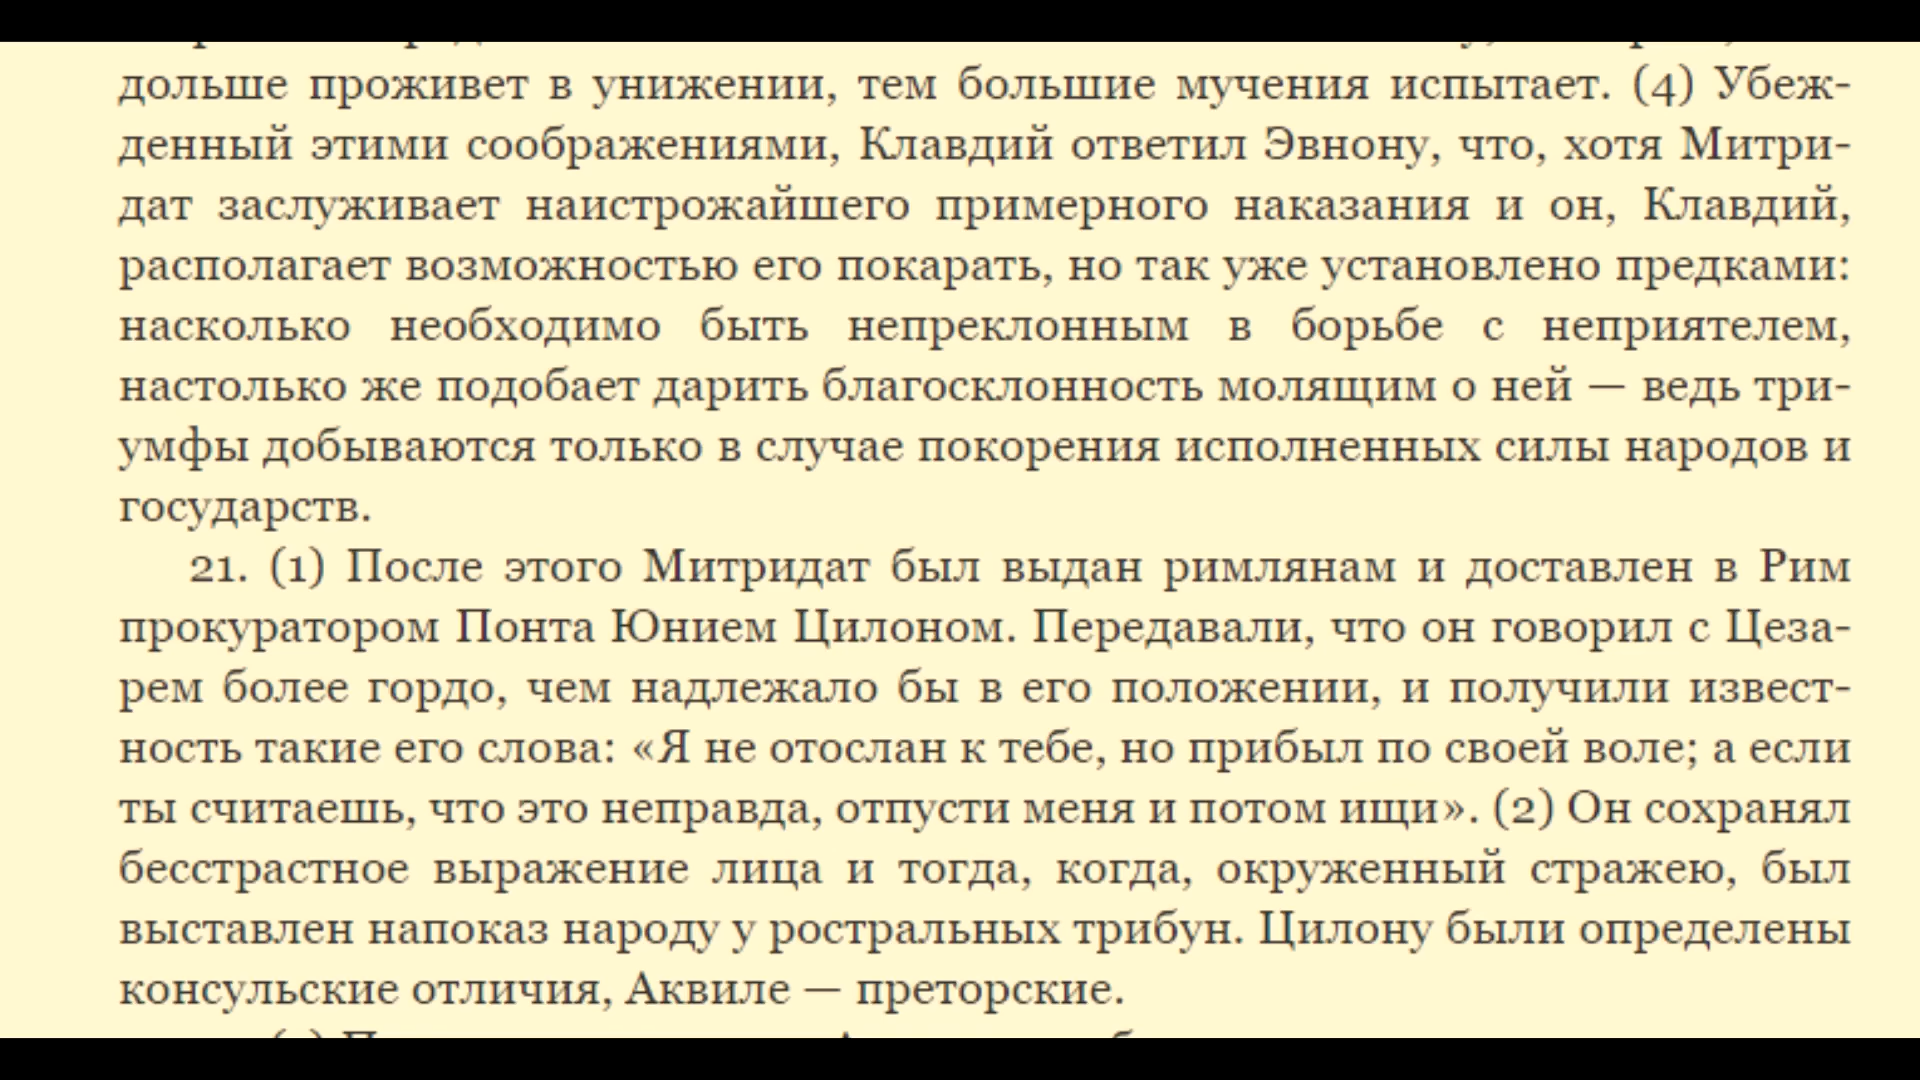 дольше проживет в унижении, тем большие мучения испытает. (4) Убеж-
денный этими соображениями, Клавдий ответил Эвнону, что, хотя Митри-
дат заслуживает наистрожайшего примерного наказания и он, Клавдий,
располагает возможностью его покарать, но так уже установлено предками:
насколько необходимо быть непреклонным в борьбе с неприятелем,
настолько же подобает дарить благосклонность молящим о ней — ведь три-
умфы добываются только в случае покорения исполненных силы народов и
государств.
21. (1) После этого Митридат был выдан римлянам и доставлен в Рим
прокуратором Понта Юнием Цилоном. Передавали, что он говорил с Цеза-
рем более гордо, чем надлежало бы в его положении, и получили извест-
ность такие его слова: «Я не отослан к тебе, но прибыл по своей воле; а если
ты считаешь, что это неправда, отпусти меня и потом ищи». (2) Он сохранял
бесстрастное выражение лица и тогда, когда, окруженный стражею, был
выставлен напоказ народу у ростральных трибун. Цилону были определены
консульские отличия, Аквиле — преторские.